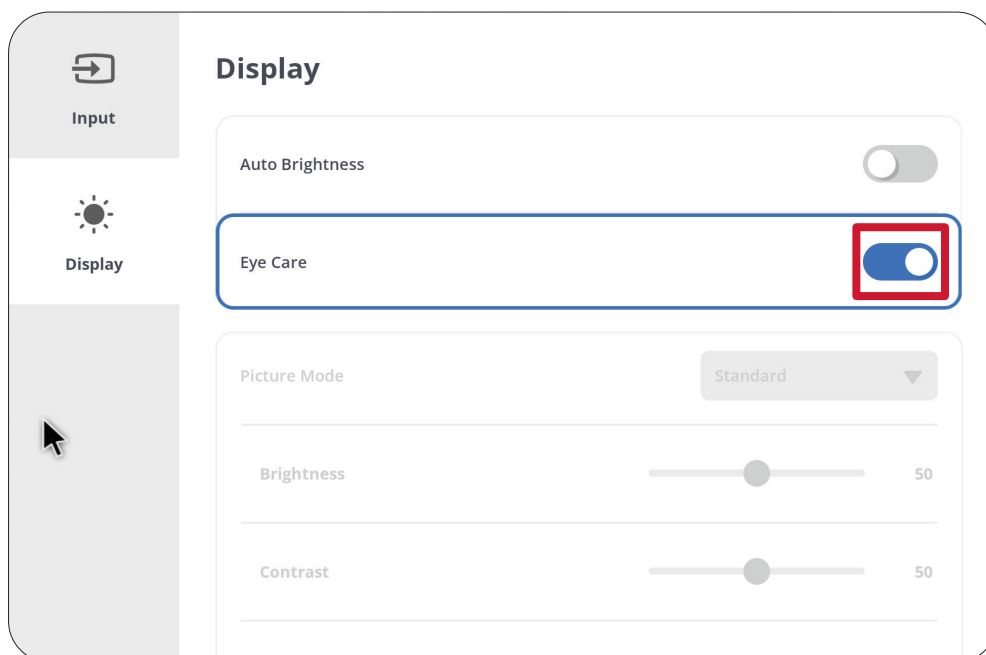 Input
Display
Display
Auto Brightness
Eye Care
Picture Mode
Standard
Brightness
50
Contrast
50